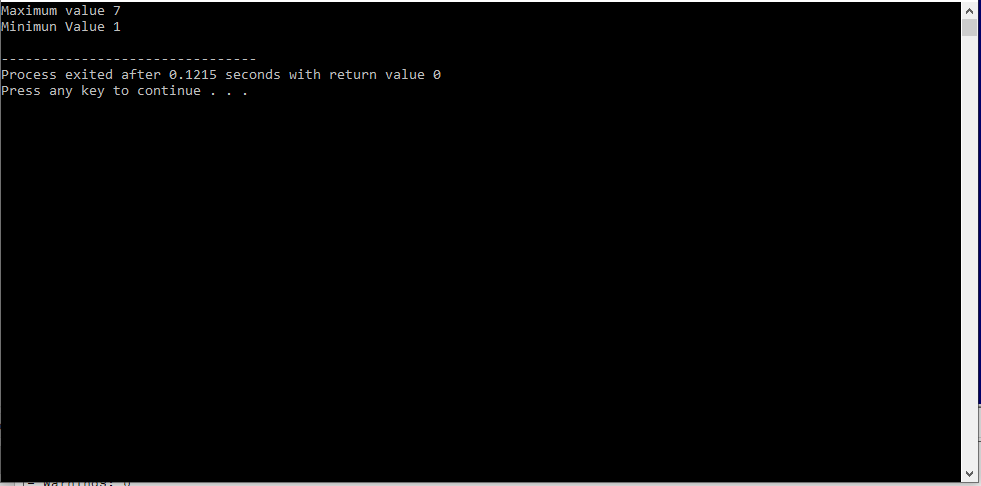 Maximum value 7
Minimun Value 1
--------------------------------
Process exited after 0.1215 seconds with return value 0
Press any key to continue . . .